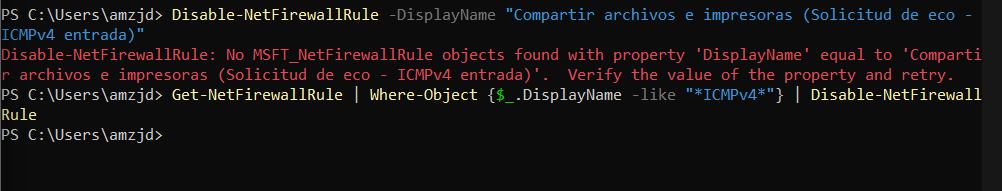 PS C:\Users\amzjd> Disable-NetFirewallRule -DisplayName "Compartir archivos e impresoras (Solicitud de eco -
ICMPv4 entrada)"
Disable-NetFirewallRule: No MSFT_NetFirewallRule objects found with property 'DisplayName' equal to 'Comparti
r archivos e impresoras (Solicitud de eco - ICMPv4 entrada)'.  Verify the value of the property and retry.
PS C:\Users\amzjd> Get-NetFirewallRule | Where-Object {$_.DisplayName -like "*ICMPv4*"} | Disable-NetFirewall
Rule
PS C:\Users\amzjd>